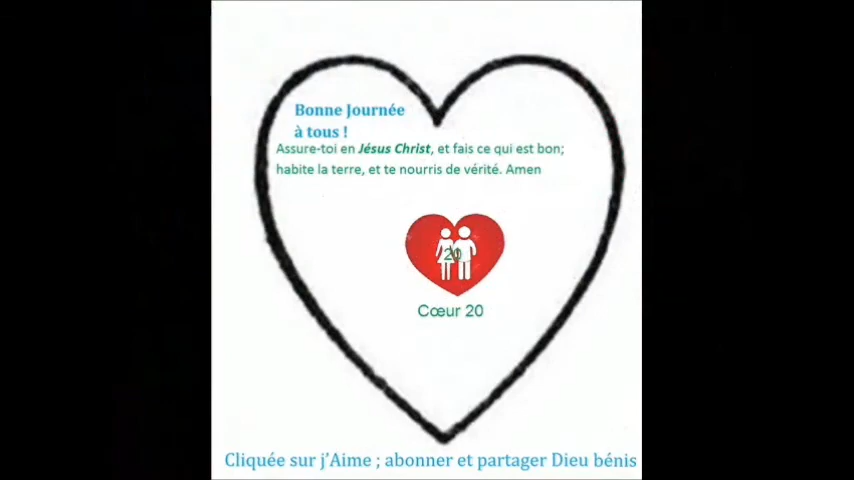 Bonne Journée
à tous !
Assure-toi en Jésus Christ, et fais ce qui est bon;
habite la terre, et te nourris de vérité. Amen
20
Cœur 20
Cliquée sur j’Aime ; abonner et partager Dieu bénis